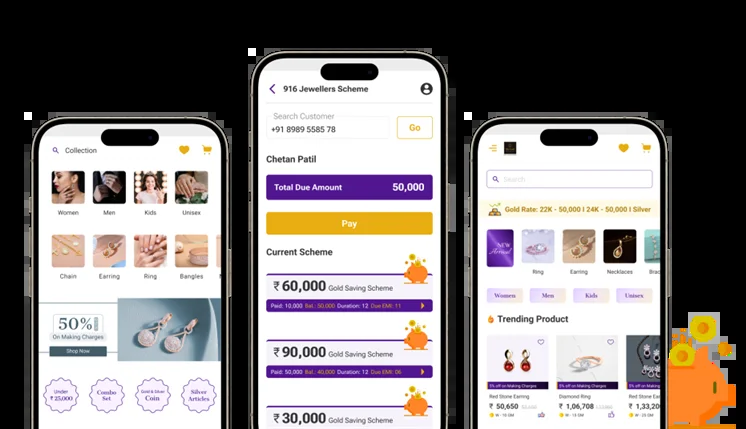 Collection
Women Men Kids Unisex
Chain Earring Ring Bangles
50%
On Making Charges
Shop Now
Under
₹ 25,000
Combo
Set
Gold & Silver
Coin
Silver
Articles
916 Jewellers Scheme
Search Customer
+91 8989 5585 78
Go
Chetan Patil
Total Due Amount 50,000
Pay
Current Scheme
₹ 60,000 Gold Saving Scheme
Paid: 10,000 Bal.: 50,000 Duration: 12 Due EMI: 11
₹ 90,000 Gold Saving Scheme
Paid: 50,000 Bal.: 40,000 Duration: 12 Due EMI: 06
₹ 30,000 Gold Saving Scheme
Search
Gold Rate: 22K - 50,000 I 24K - 50,000 I Silver
NEW
Arrival
Ring Earring Necklaces Brac
Women Men Kids Unisex
Trending Product
5% off on Making Charges 5% off on Making Charges 5% off on Making Charges
Red Stone Earring Diamond Ring Red Stone
₹ 50,650 ₹ 1,06,708 ₹ 1,33,20